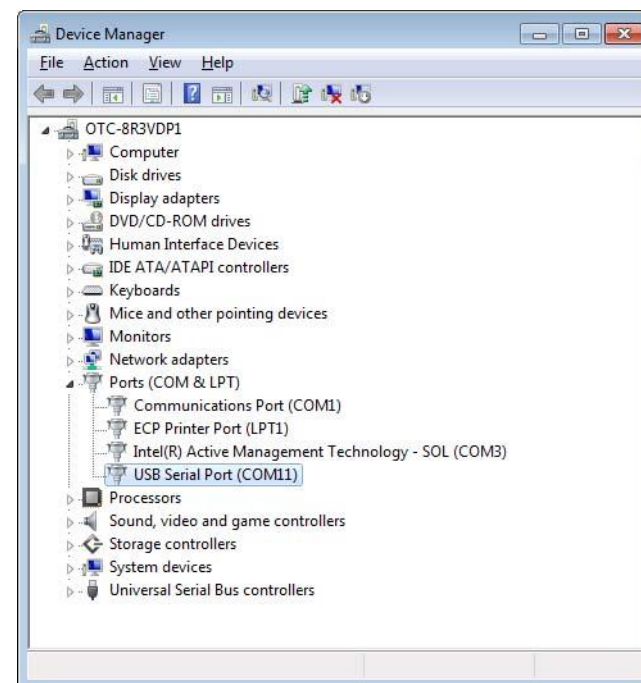 Device Manager
File Action View Help
OTC-8R3VDP1
Computer
Disk drives
Display adapters
DVD/CD-ROM drives
Human Interface Devices
IDE ATA/ATAPI controllers
Keyboards
Mice and other pointing devices
Monitors
Network adapters
Ports (COM & LPT)
Communications Port (COM1)
ECP Printer Port (LPT1)
Intel(R) Active Management Technology - SOL (COM3)
USB Serial Port (COM11)
Processors
Sound, video and game controllers
Storage controllers
System devices
Universal Serial Bus controllers